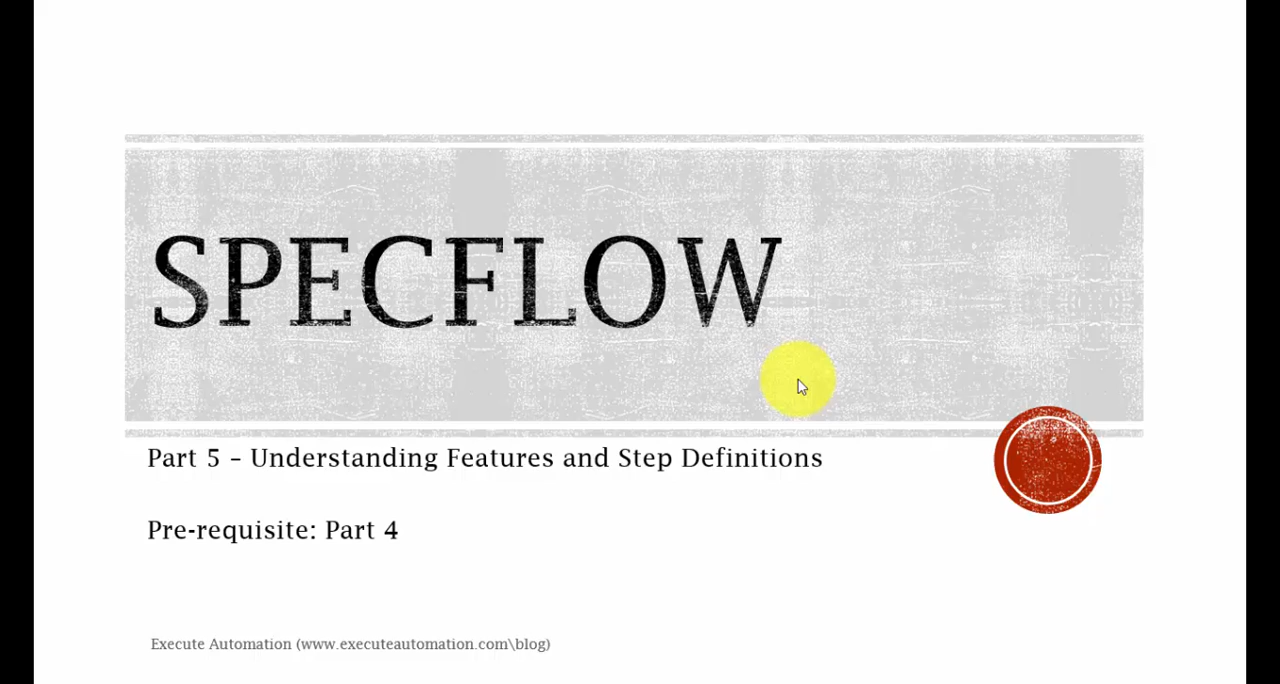 SPECFLOW
Part 5 – Understanding Features and Step Definitions
Pre-requisite: Part 4
Execute Automation (www.executeautomation.com\blog)